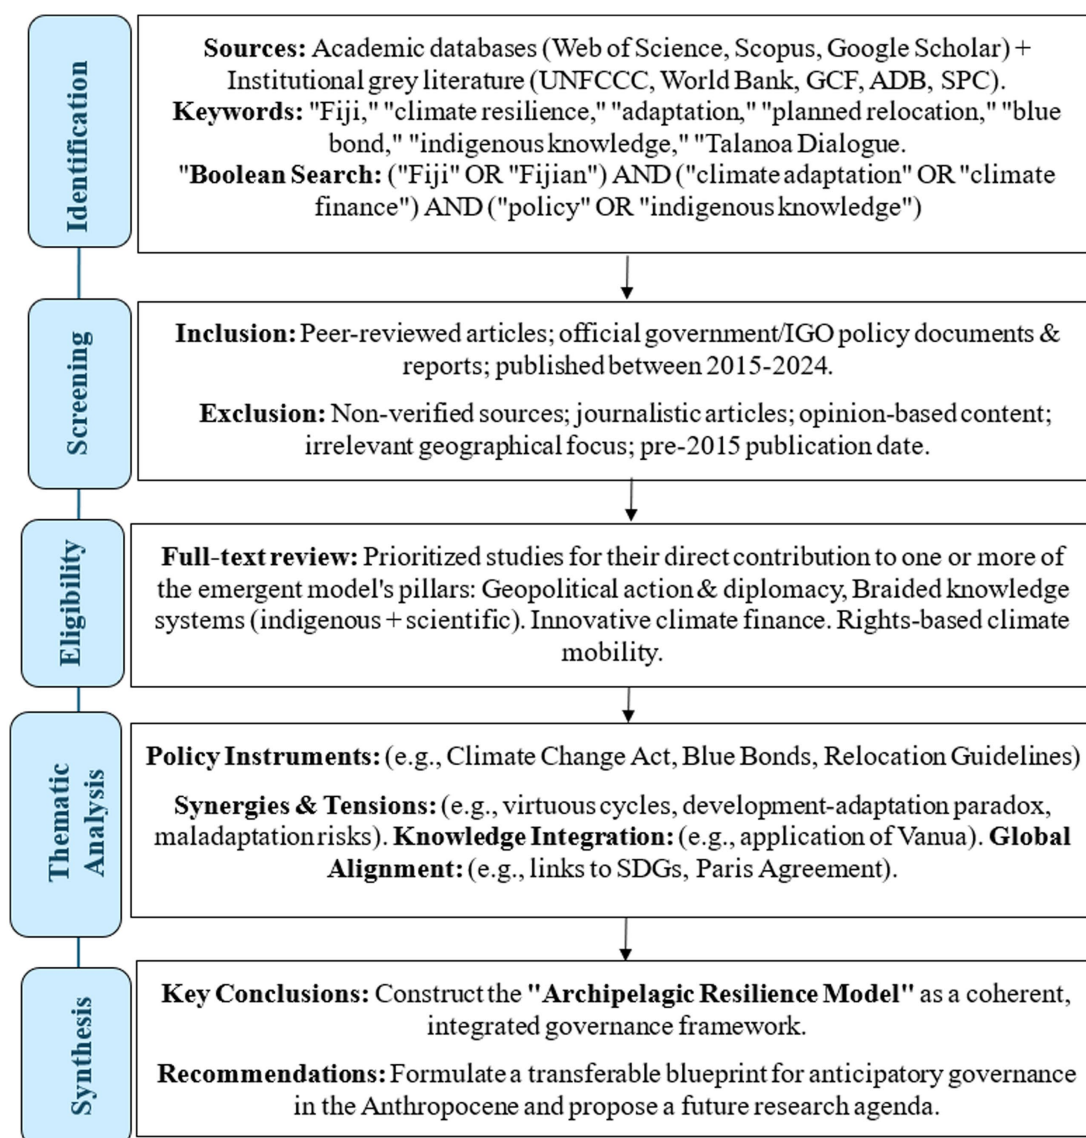 Identification
Sources: Academic databases (Web of Science, Scopus, Google Scholar) +
Institutional grey literature (UNFCCC, World Bank, GCF, ADB, SPC).
Keywords: "Fiji," "climate resilience," "adaptation," "planned relocation," "blue
bond," "indigenous knowledge," "Talanoa Dialogue.
"Boolean Search: ("Fiji" OR "Fijian") AND ("climate adaptation" OR "climate
finance") AND ("policy" OR "indigenous knowledge")
Screening
Inclusion: Peer-reviewed articles; official government/IGO policy documents &
reports; published between 2015-2024.
Exclusion: Non-verified sources; journalistic articles; opinion-based content;
irrelevant geographical focus; pre-2015 publication date.
Eligibility
Full-text review: Prioritized studies for their direct contribution to one or more of
the emergent model's pillars: Geopolitical action & diplomacy, Braided knowledge
systems (indigenous + scientific). Innovative climate finance. Rights-based climate
mobility.
Thematic
Analysis
Policy Instruments: (e.g., Climate Change Act, Blue Bonds, Relocation Guidelines)
Synergies & Tensions: (e.g., virtuous cycles, development-adaptation paradox,
maladaptation risks). Knowledge Integration: (e.g., application of Vanua). Global
Alignment: (e.g., links to SDGs, Paris Agreement).
Synthesis
Key Conclusions: Construct the "Archipelagic Resilience Model" as a coherent,
integrated governance framework.
Recommendations: Formulate a transferable blueprint for anticipatory governance
in the Anthropocene and propose a future research agenda.